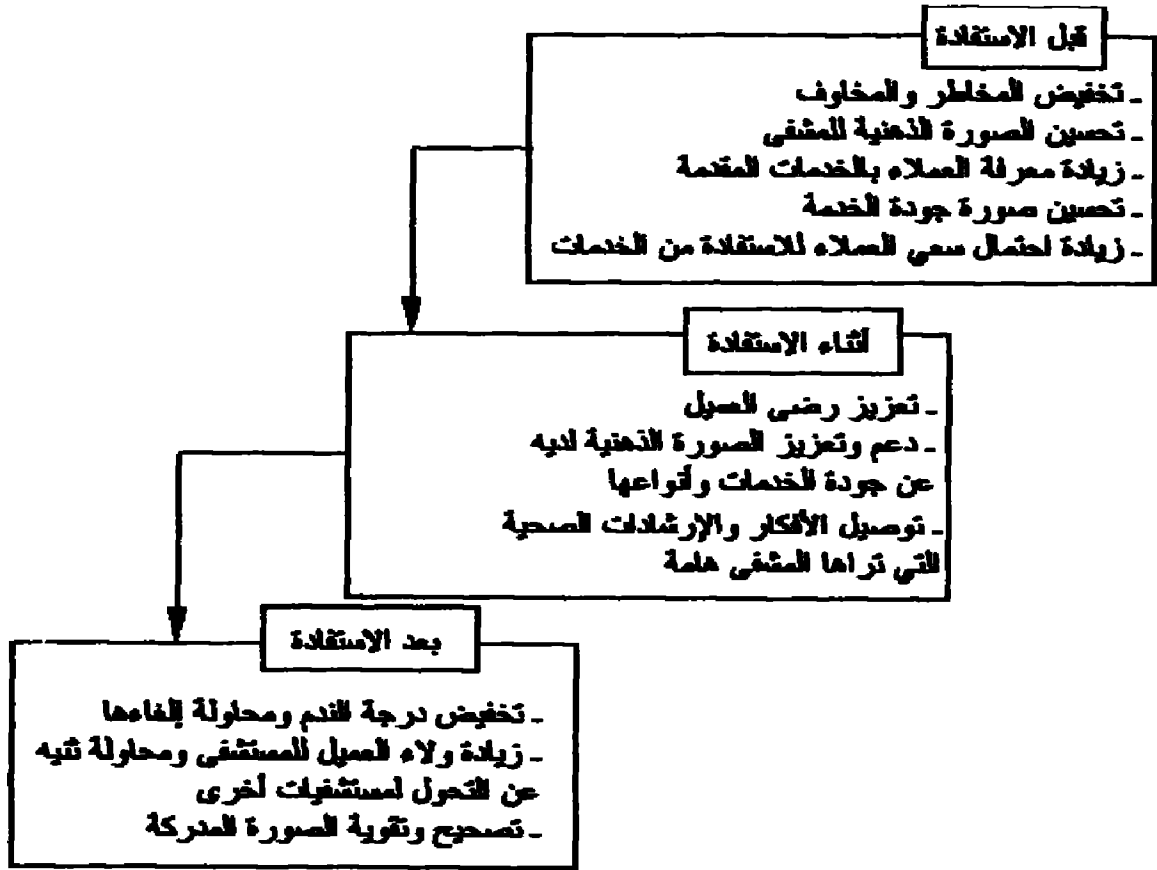 قبل الاستفادة
- تخفيض المخاطر والمخاوف
- تحسين الصورة الذهنية للمشفى
- زيادة معرفة العملاء بالخدمات المقدمة
- تحسين صورة جودة الخدمة
- زيادة احتمال سعي العملاء للاستفادة من الخدمات
أثناء الاستفادة
- تعزيز رضى العميل
- دعم وتعزيز الصورة الذهنية لديه
عن جودة الخدمات وأنواعها
- توصيل الأفكار والإرشادات الصحية
التي تراها المشفى هامة
بعد الاستفادة
- تخفيض درجة الندم ومحاولة إلغاءها
- زيادة ولاء العميل للمستشفى ومحاولة ثنيه
عن التحول لمستشفيات أخرى
- تصحيح وتقوية الصورة المدركة